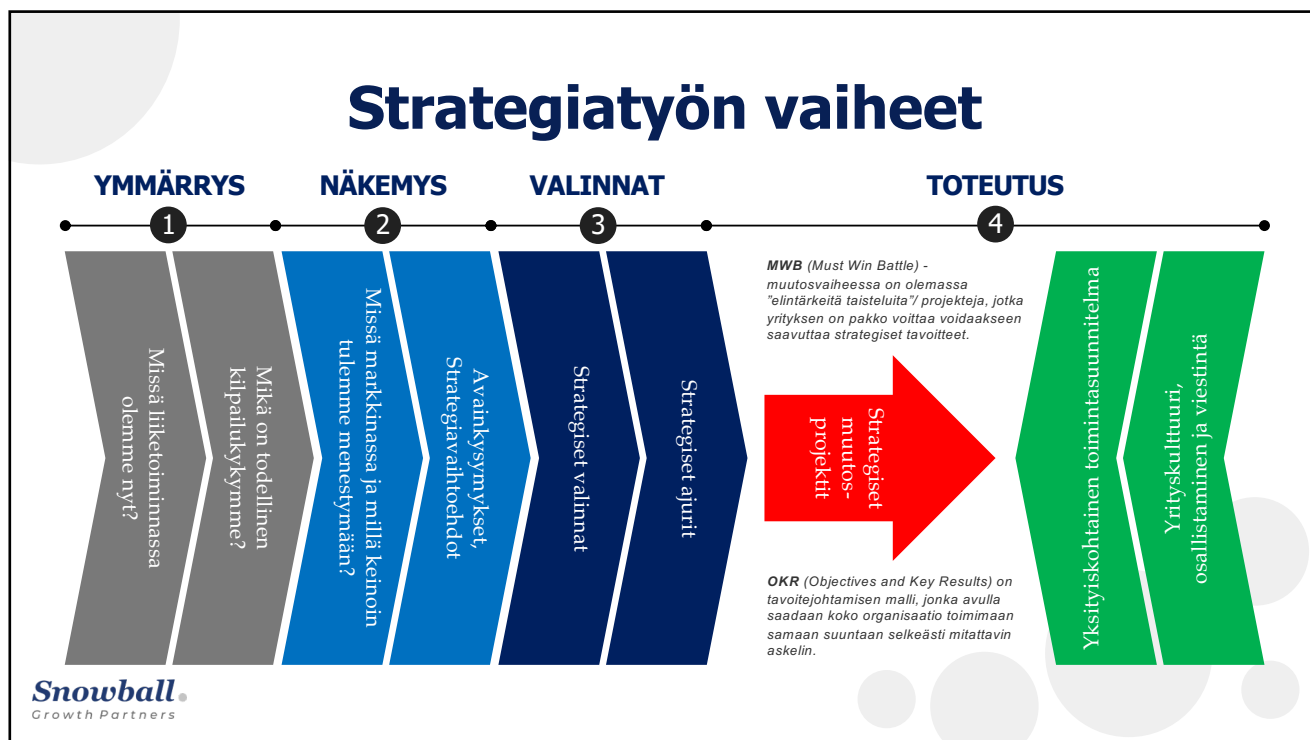 Strategiatyön vaiheet
YMMÄRRYS
NÄKEMYS
VALINNAT
TOTEUTUS
1
2
3
4
Missä liiketoiminnassa
olemme nyt?
Mikä on todellinen
kilpailukykymme?
Missä markkinassa ja millä keinoin
tulemme menestymään?
Avainkysymykset,
Strategiavaihtoehdot
Strategiset valinnat
Strategiset ajurit
MWB (Must Win Battle) -
muutosvaiheessa on olemassa
”elintärkeitä taisteluita”/ projekteja, jotka
yrityksen on pakko voittaa voidaakseen
saavuttaa strategiset tavoitteet.
Strategiset
muutos-
projektit
OKR (Objectives and Key Results) on
tavoitejohtamisen malli, jonka avulla
saadaan koko organisaatio toimimaan
samaan suuntaan selkeästi mitattavin
askelin.
Yksityiskohtainen toimintasuunnitelma
Yrityskulttuuri,
osallistaminen ja viestintä
Snowball.
Growth Partners